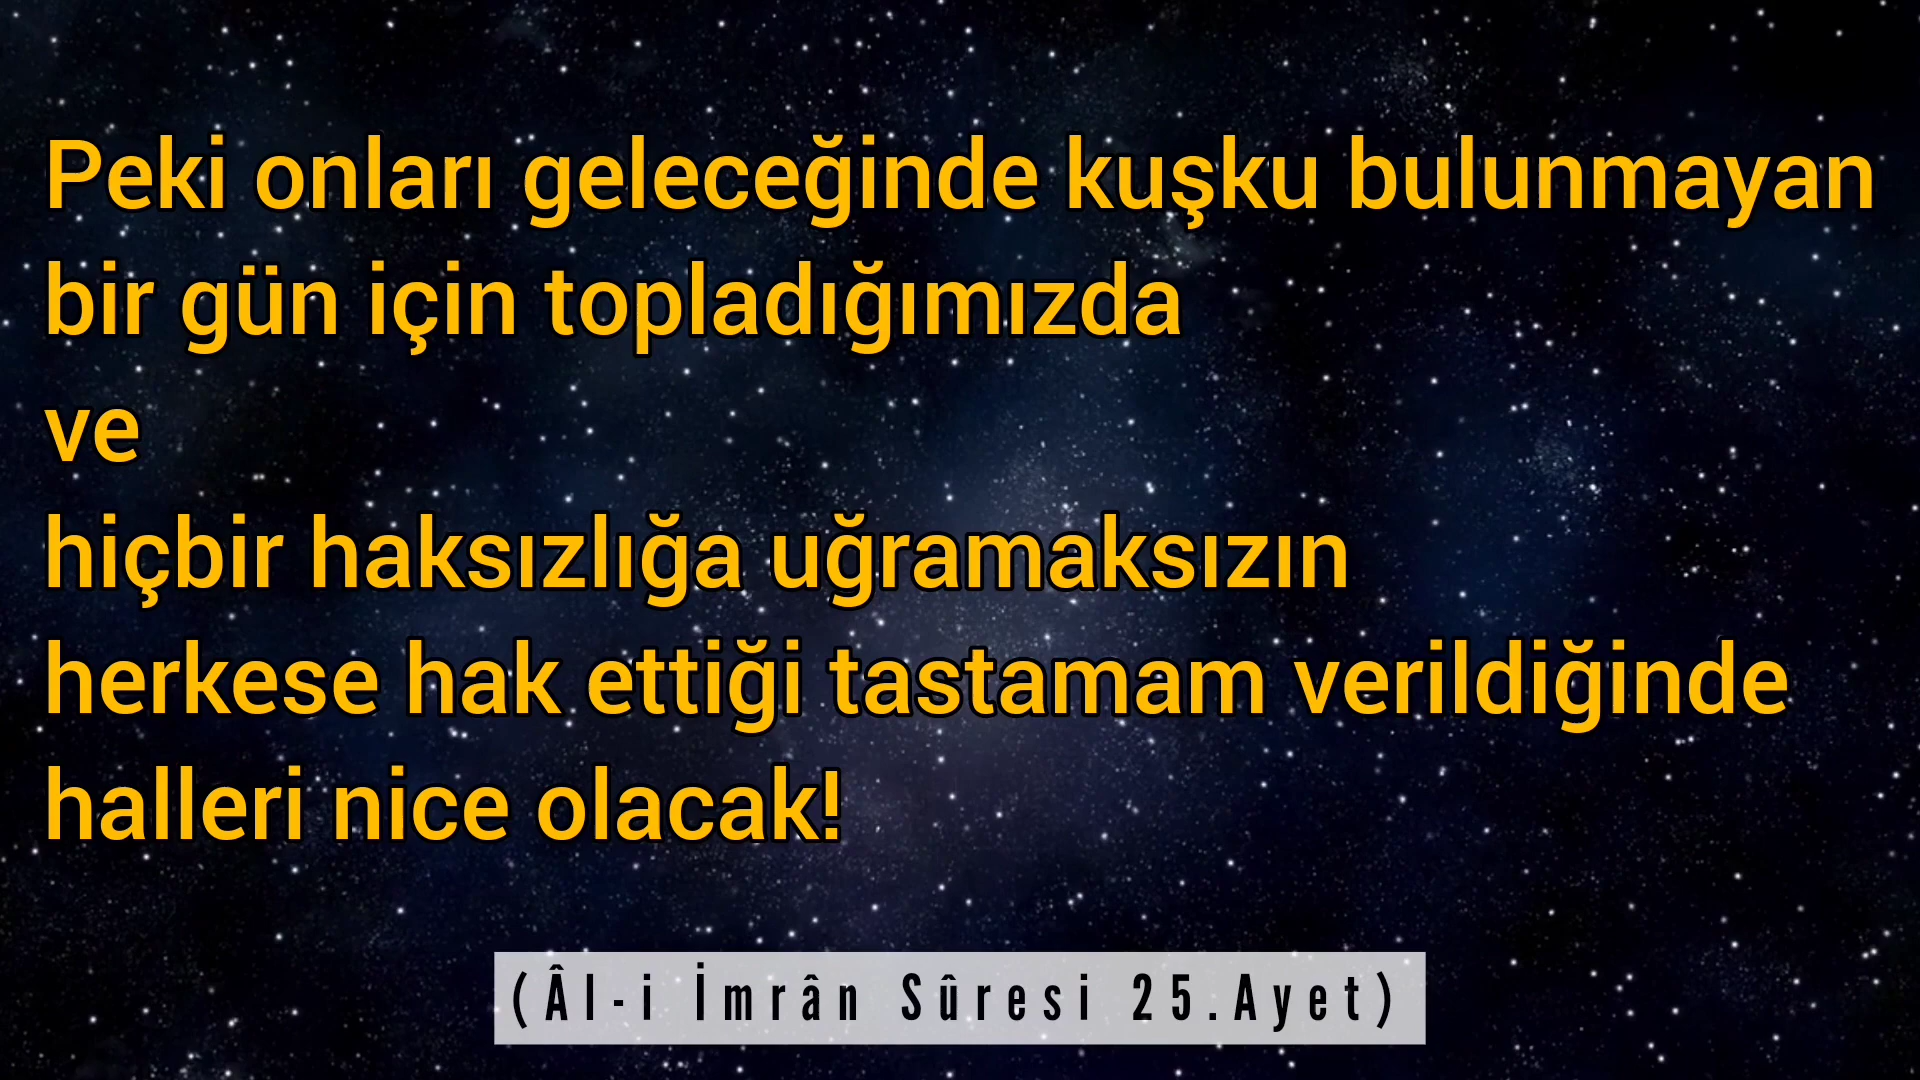 Peki onları geleceğinde kuşku bulunmayan
bir gün için topladığımızda
ve
hiçbir haksızlığa uğramaksızın
herkese hak ettiği tastamam verildiğinde
halleri nice olacak!
(Âl-i İmrân Sûresi 25.Ayet)